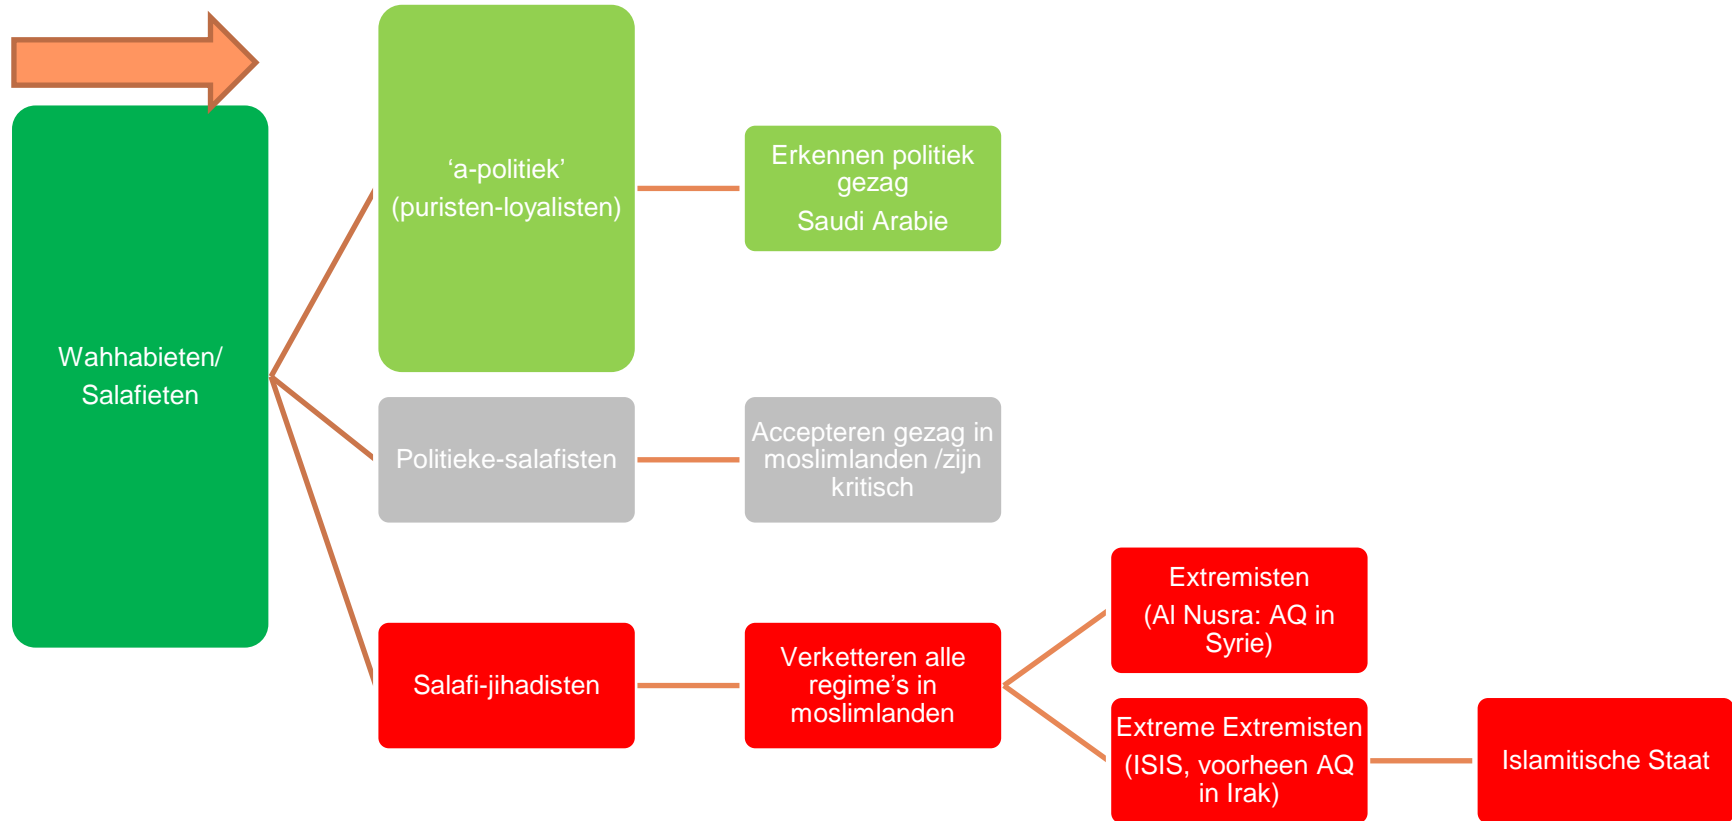 Wahhabieten/
Salafieten
‘a-politiek’
(puristen-loyalisten)
Erkennen politiek
gezag
Saudi Arabie
Politieke-salafisten
Accepteren gezag in
moslimlanden /zijn
kritisch
Salafi-jihadisten
Verketteren alle
regime’s in
moslimlanden
Extremisten
(Al Nusra: AQ in
Syrie)
Extreme Extremisten
(ISIS, voorheen AQ
in Irak)
Islamitische Staat